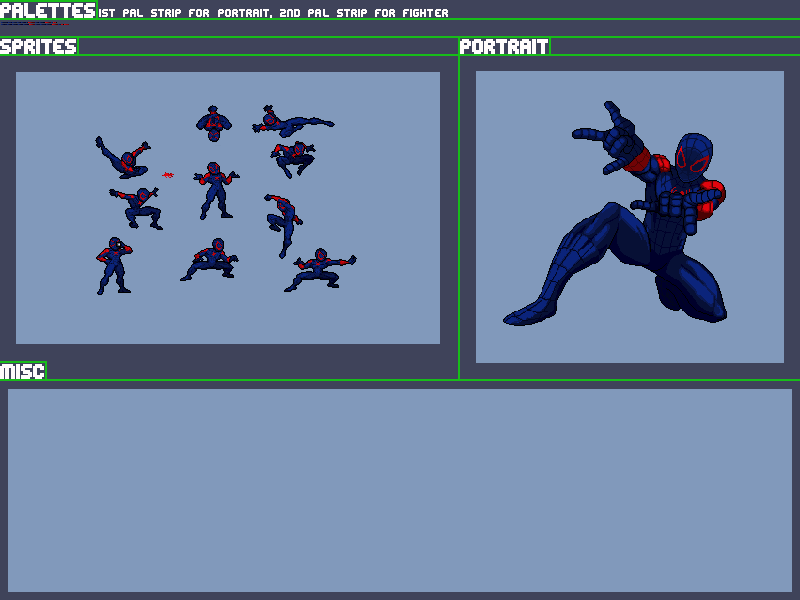 PALETTES 1ST PAL STRIP FOR PORTRAIT, 2ND PAL STRIP FOR FIGHTER
SPRITES
PORTRAIT
MISC